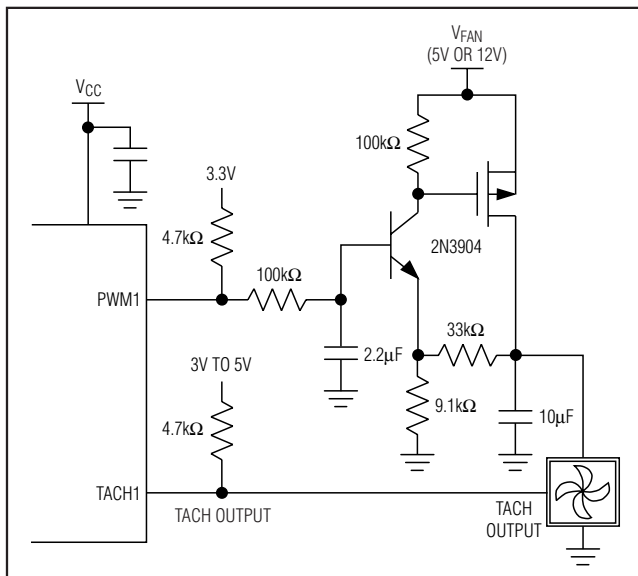 V_FAN
(5V OR 12V)
V_CC
100kΩ
3.3V
4.7kΩ
2N3904
100kΩ
PWM1
33kΩ
2.2µF
3V TO 5V
9.1kΩ
10µF
4.7kΩ
TACH1
TACH OUTPUT
TACH
OUTPUT